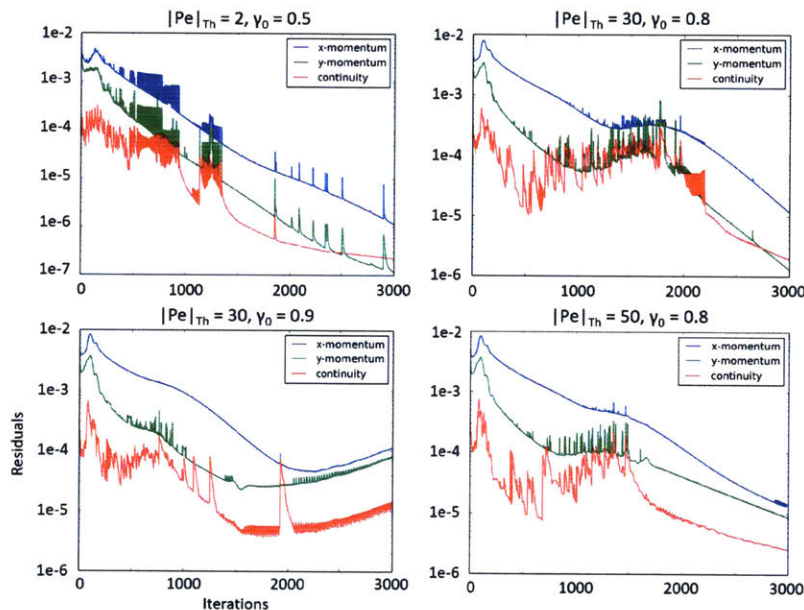 |Pe|Th = 2, γ0 = 0.5
1e-2
1e-3
1e-4
1e-5
1e-6
1e-7
0
1000
2000
3000
x-momentum
y-momentum
continuity
|Pe|Th = 30, γ0 = 0.8
1e-2
1e-3
1e-4
1e-5
1e-6
0
1000
2000
3000
x-momentum
y-momentum
continuity
|Pe|Th = 30, γ0 = 0.9
1e-2
1e-3
1e-4
1e-5
1e-6
0
1000
2000
3000
x-momentum
y-momentum
continuity
Residuals
Iterations
|Pe|Th = 50, γ0 = 0.8
1e-2
1e-3
1e-4
1e-5
1e-6
0
1000
2000
3000
x-momentum
y-momentum
continuity